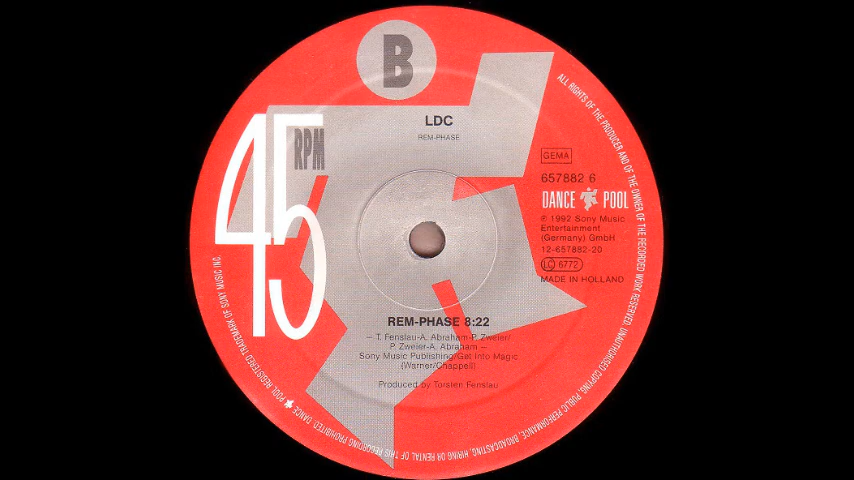 B
LDC
REM-PHASE
45
RPM
GEMA
657882 6
DANCE POOL
℗ 1992 Sony Music
Entertainment
(Germany) GmbH
12-657882-20
LC 6772
MADE IN HOLLAND
REM-PHASE 8:22
– T. Fenslau-A. Abraham-P. Zweier/
P. Zweier-A. Abraham –
Sony Music Publishing/Get Into Magic
(Warner/Chappell)
Produced by Torsten Fenslau
ALL RIGHTS OF THE PRODUCER AND OF THE OWNER OF THE RECORDED WORK RESERVED. UNAUTHORISED COPYING, PUBLIC PERFORMANCE, BROADCASTING, HIRING OR RENTAL OF THIS RECORDING PROHIBITED. DANCE POOL REGISTERED TRADEMARK OF SONY MUSIC INC.